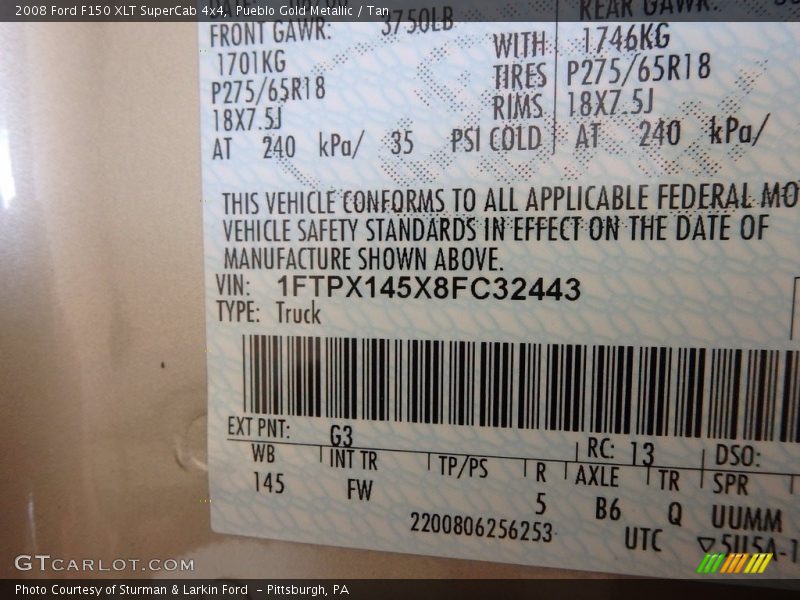 2008 Ford F150 XLT SuperCab 4x4, Pueblo Gold Metallic / Tan
FRONT GAWR: 3750LB REAR GAWR:
1701KG WITH 1746KG
P275/65R18 TIRES P275/65R18
18X7.5J RIMS 18X7.5J
AT 240 kPa/ 35 PSI COLD AT 240 kPa/
THIS VEHICLE CONFORMS TO ALL APPLICABLE FEDERAL MO
VEHICLE SAFETY STANDARDS IN EFFECT ON THE DATE OF
MANUFACTURE SHOWN ABOVE.
VIN: 1FTPX145X8FC32443
TYPE: Truck
EXT PNT: G3 RC: 13 DSO:
WB INT TR TP/PS R AXLE TR SPR
145 FW 5 B6 Q UUMM
2200806256253 UTC
GTCARLOT.COM
Photo Courtesy of Sturman & Larkin Ford - Pittsburgh, PA